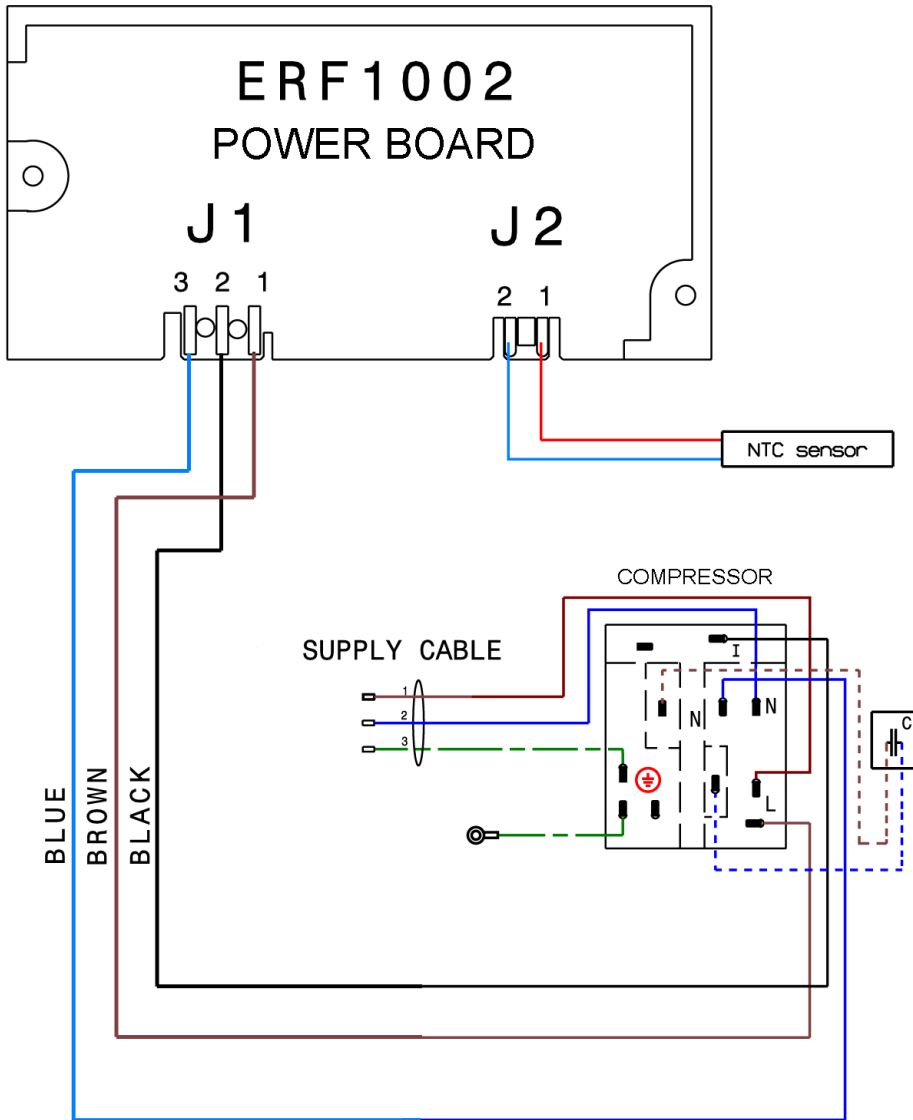 ERF1002
POWER BOARD
J1
J2
3 2 1
2 1
NTC sensor
COMPRESSOR
SUPPLY CABLE
I
1
2
3
N
N
C
L
BLUE
BROWN
BLACK